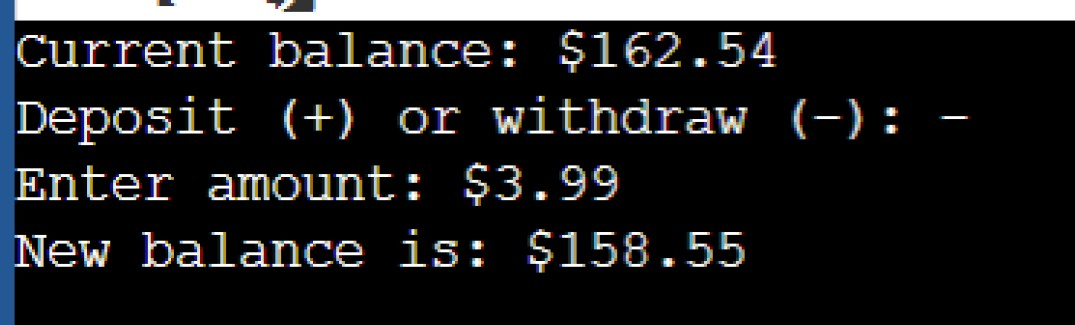 Current balance: $162.54
Deposit (+) or withdraw (-): -
Enter amount: $3.99
New balance is: $158.55